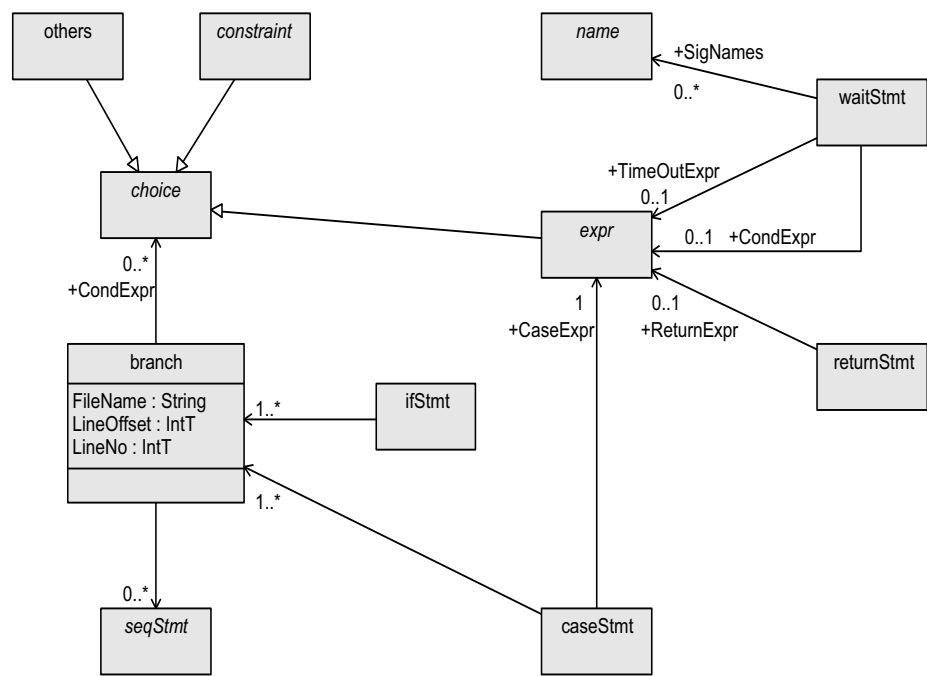 others
constraint
name
+SigNames
0..*
waitStmt
+TimeOutExpr
0..1
choice
expr
0..1 +CondExpr
0..*
+CondExpr
1
+CaseExpr
0..1
+ReturnExpr
branch
FileName : String
LineOffset : IntT
LineNo : IntT
1..*
ifStmt
returnStmt
1..*
0..*
seqStmt
caseStmt